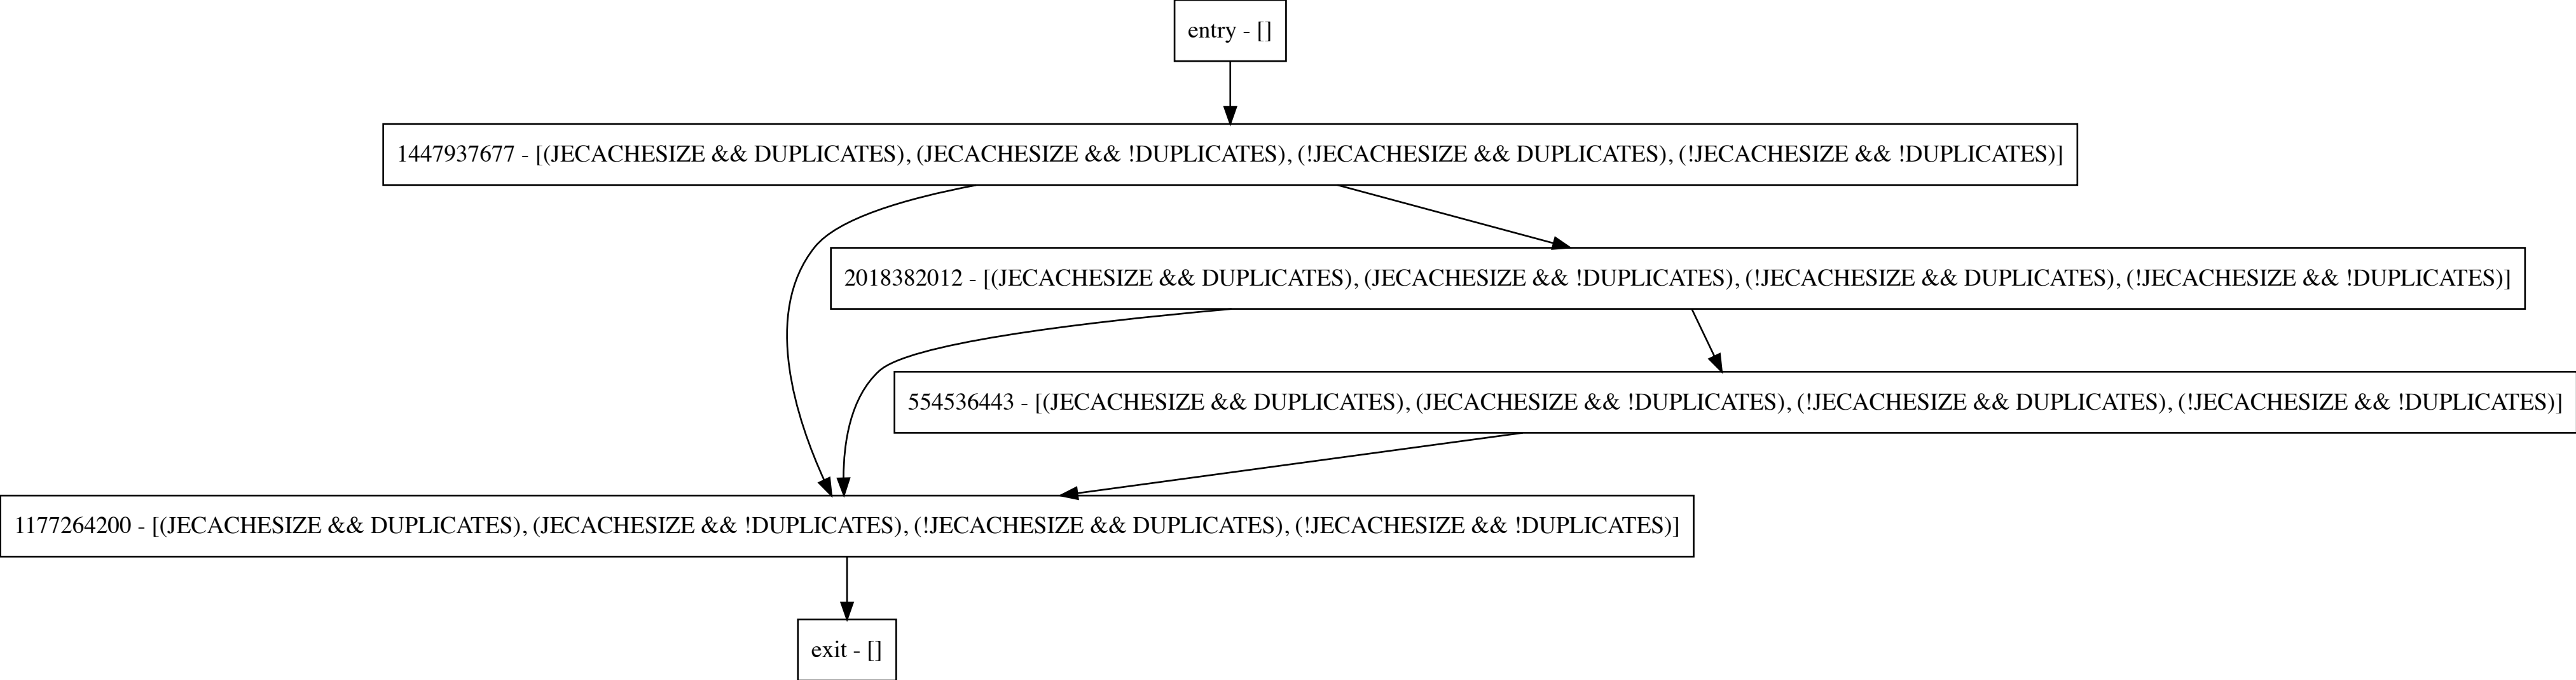 entry - []
1447937677 - [(JECACHESIZE && DUPLICATES), (JECACHESIZE && !DUPLICATES), (!JECACHESIZE && DUPLICATES), (!JECACHESIZE && !DUPLICATES)]
2018382012 - [(JECACHESIZE && DUPLICATES), (JECACHESIZE && !DUPLICATES), (!JECACHESIZE && DUPLICATES), (!JECACHESIZE && !DUPLICATES)]
554536443 - [(JECACHESIZE && DUPLICATES), (JECACHESIZE && !DUPLICATES), (!JECACHESIZE && DUPLICATES), (!JECACHESIZE && !DUPLICATES)]
1177264200 - [(JECACHESIZE && DUPLICATES), (JECACHESIZE && !DUPLICATES), (!JECACHESIZE && DUPLICATES), (!JECACHESIZE && !DUPLICATES)]
exit - []